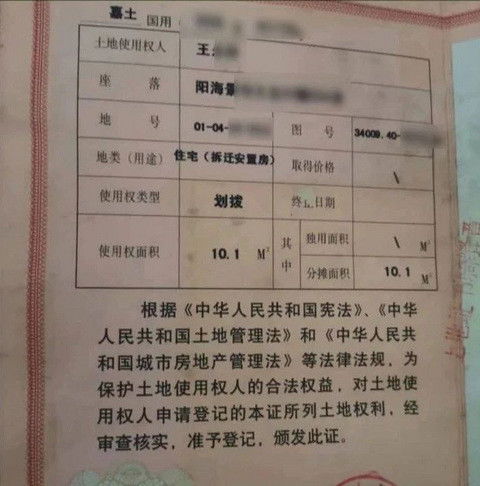 墓土 国用
土地使用权人 王
座 落 阳海景
地 号 01-04- 图 号 34009.40-
地类（用途） 住宅（拆迁安置房） 取得价格 \
使用权类型 划拨 终止日期
使用权面积 10.1 M² 其中 独用面积 \ M²
分摊面积 10.1 M²
根据《中华人民共和国宪法》、《中华
人民共和国土地管理法》和《中华人民共
和国城市房地产管理法》等法律法规，为
保护土地使用权人的合法权益，对土地使
用权人申请登记的本证所列土地权利，经
审查核实，准予登记，颁发此证。